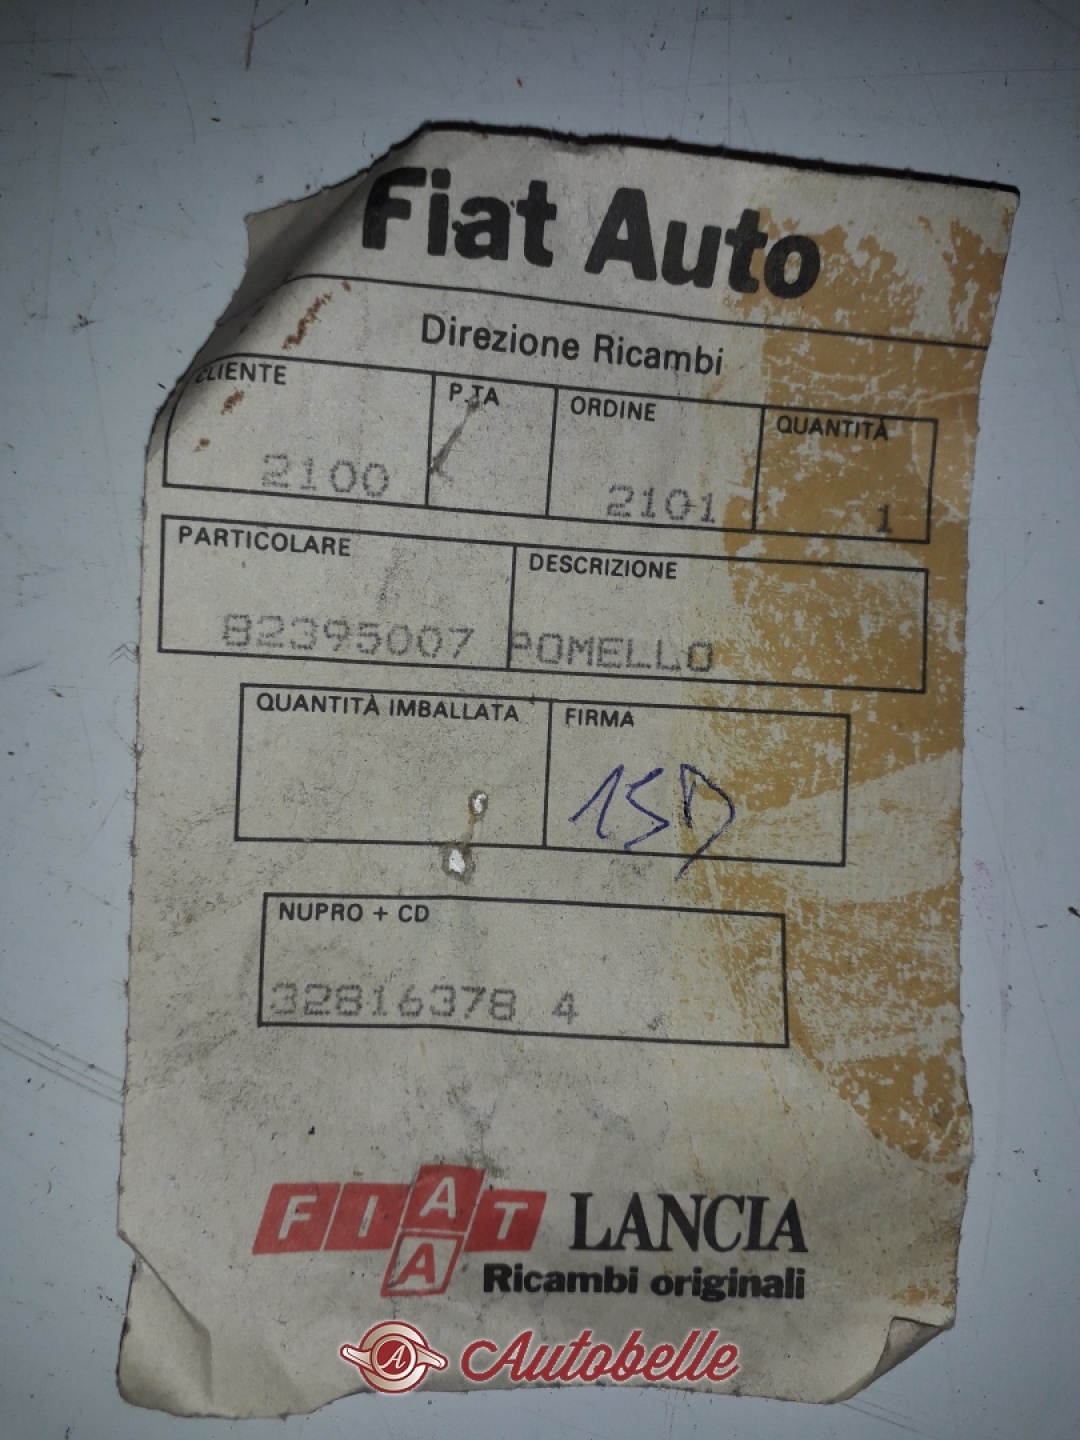 Fiat Auto
Direzione Ricambi
CLIENTE P.TA ORDINE QUANTITÀ
2100 2101 1
PARTICOLARE DESCRIZIONE
82395007 POMELLO
QUANTITÀ IMBALLATA FIRMA
NUPRO + CD
32816378 4
FIAT LANCIA
A Ricambi originali
A Autobelle